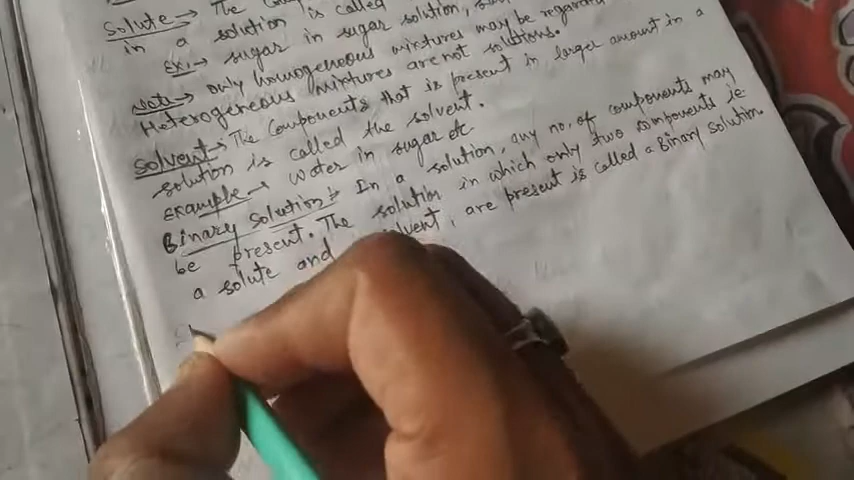 Solute → The
in a solution is called
Ex:→ sugar in sugar solution,
Note → only homogeneous mixtures may be
Heterogeneous mixtures are not solutions.
Solvent → The components that is present in larger amount in a
solution is called the solvent.
Example → water in sugar etc
Binary Solution :→ In a solution, any no. of components may
be present. The solution in which only two components ie
a solute and solvent, are present is called a Binary solution.